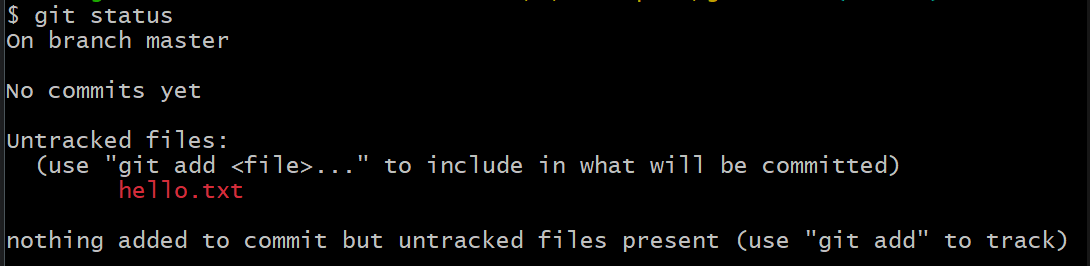 $ git status
On branch master
No commits yet
Untracked files:
(use "git add <file>..." to include in what will be committed)
hello.txt
nothing added to commit but untracked files present (use "git add" to track)